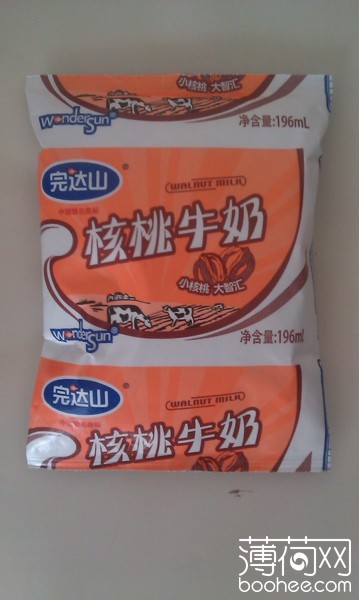 小核桃 大智汇
WonderSun®
净含量:196mL
完达山®
WALNUT MILK
核桃牛奶
小核桃 大智汇
WonderSun®
净含量:196ml
完达山®
WALNUT MILK
核桃牛奶
薄荷网
boohee.com